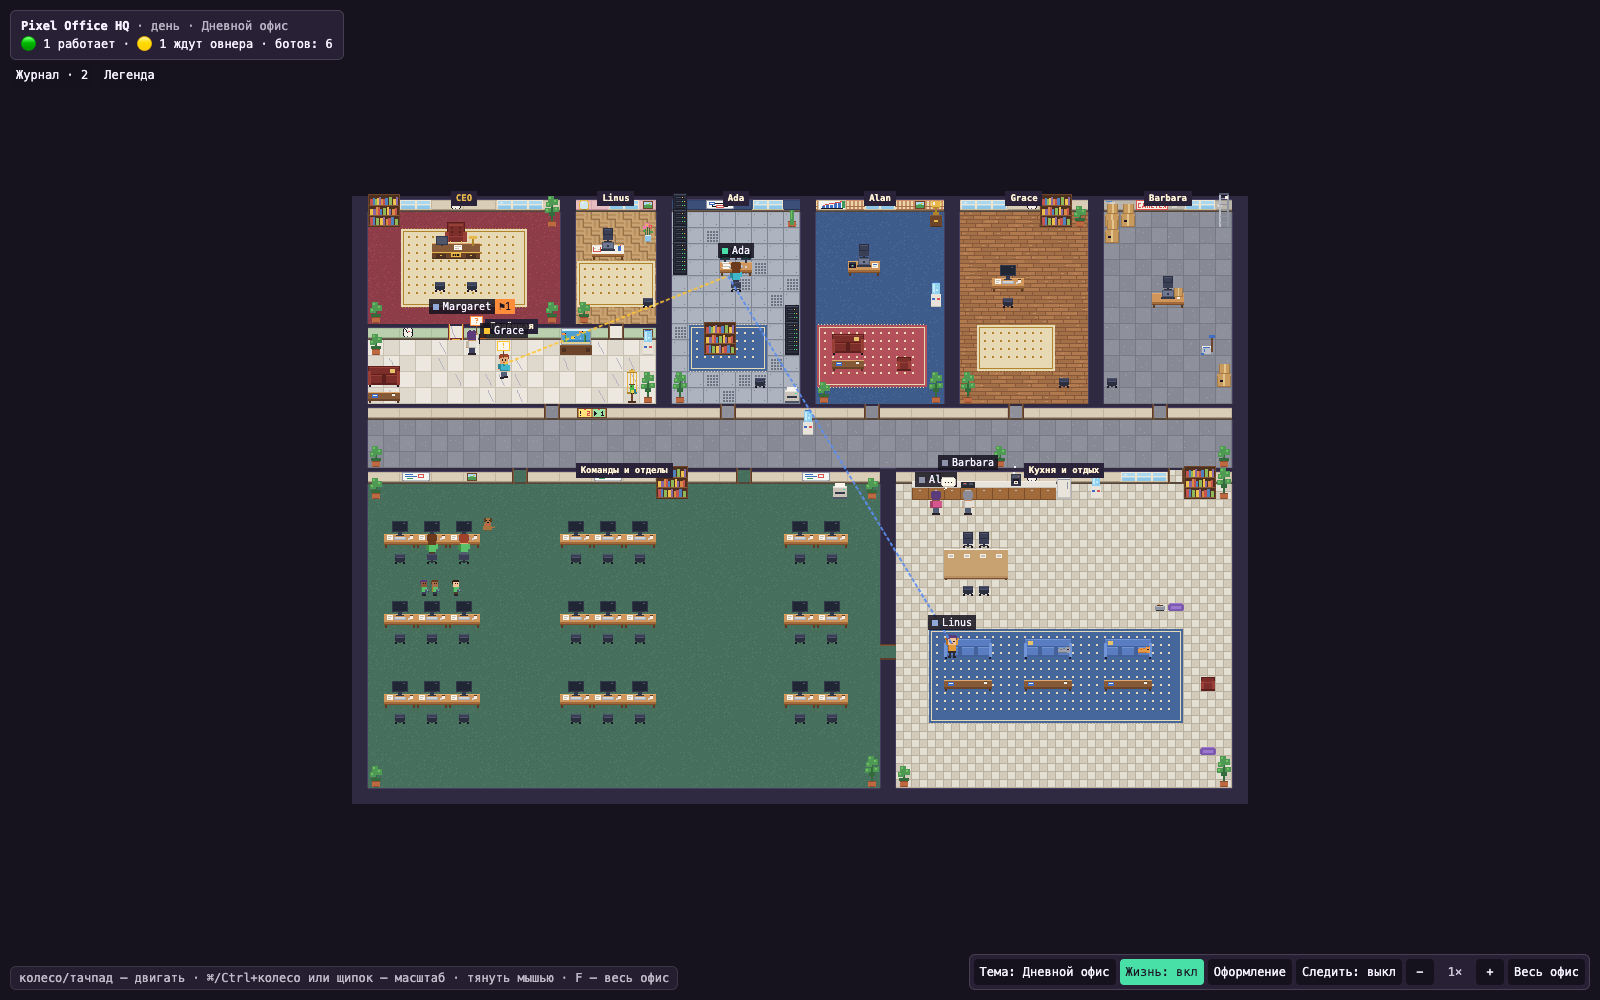 Pixel Office HQ · день · Дневной офис
1 работает · 1 ждут овнера · ботов: 6
Журнал · 2 Легенда
CEO
Linus
Ada
Alan
Grace
Barbara
Ada
Margaret 1
Grace
Barbara
Команды и отделы
Кухня и отдых
Al
Linus
колесо/тачпад — двигать · ⌘/Ctrl+колесо или щипок — масштаб · тянуть мышью · F — весь офис
Тема: Дневной офис
Жизнь: вкл
Оформление
Следить: выкл
−
1×
+
Весь офис